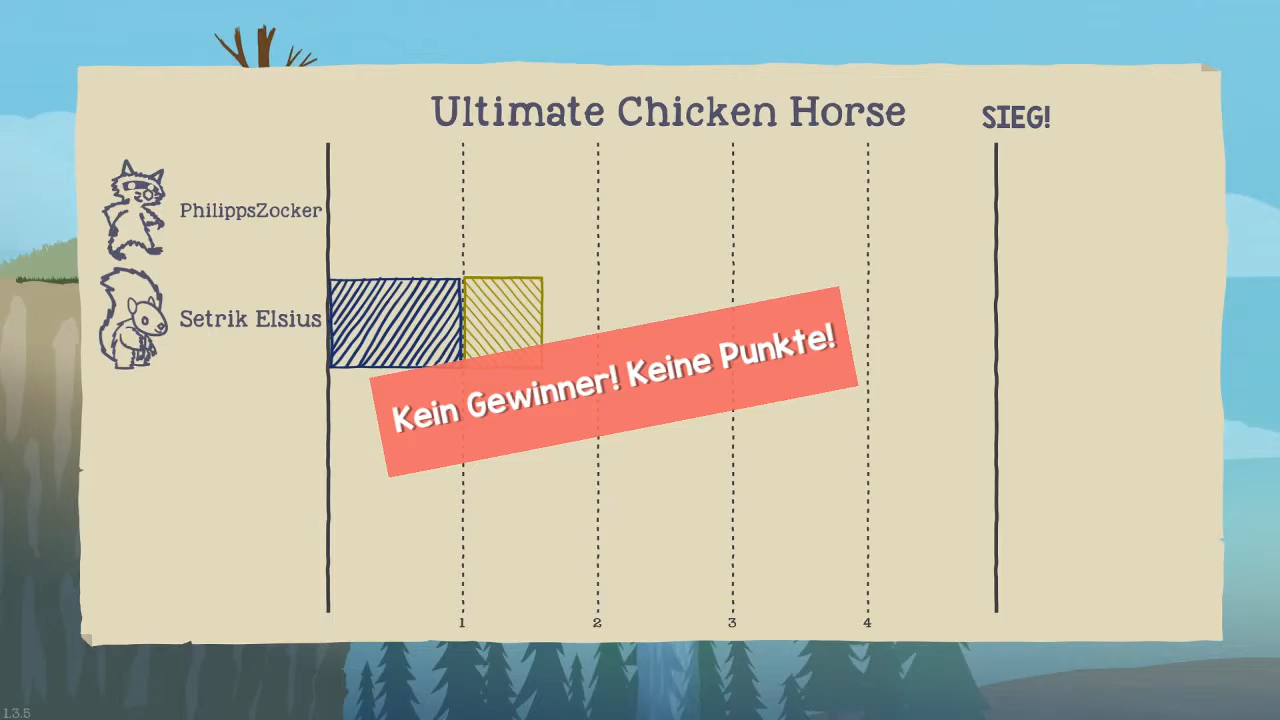 Ultimate Chicken Horse
SIEG!
PhilippsZocker
Setrik Elsius
Kein Gewinner! Keine Punkte!
1 2 3 4
1.3.5